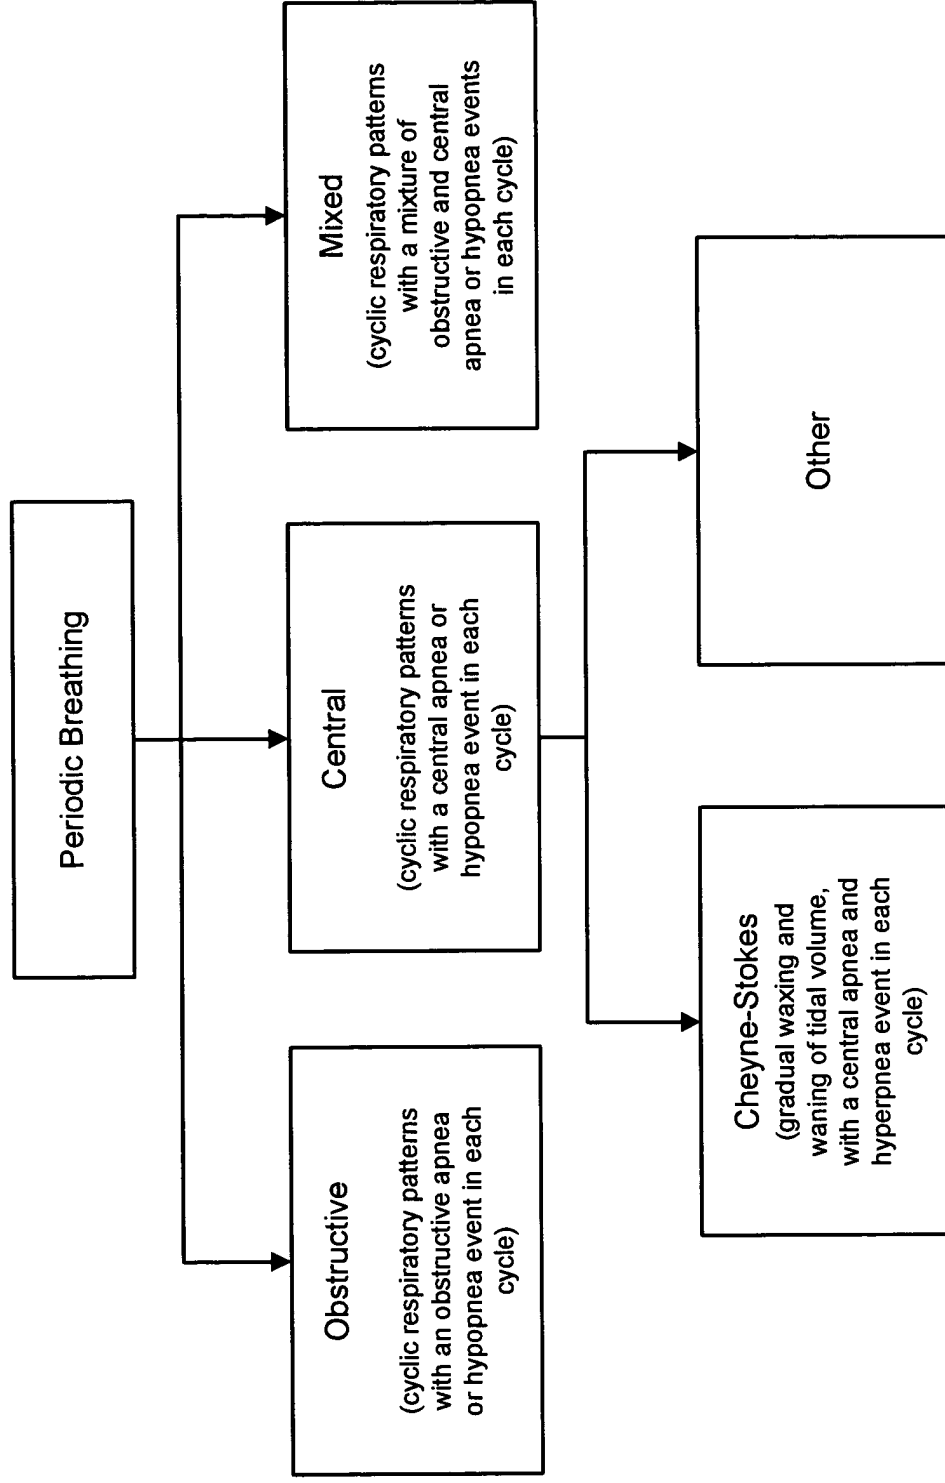 Periodic Breathing
Obstructive
(cyclic respiratory patterns
with an obstructive apnea
or hypopnea event in each
cycle)
Central
(cyclic respiratory patterns
with a central apnea or
hypopnea event in each
cycle)
Mixed
(cyclic respiratory patterns
with a mixture of
obstructive and central
apnea or hypopnea events
in each cycle)
Cheyne-Stokes
(gradual waxing and
waning of tidal volume,
with a central apnea and
hyperpnea event in each
cycle)
Other